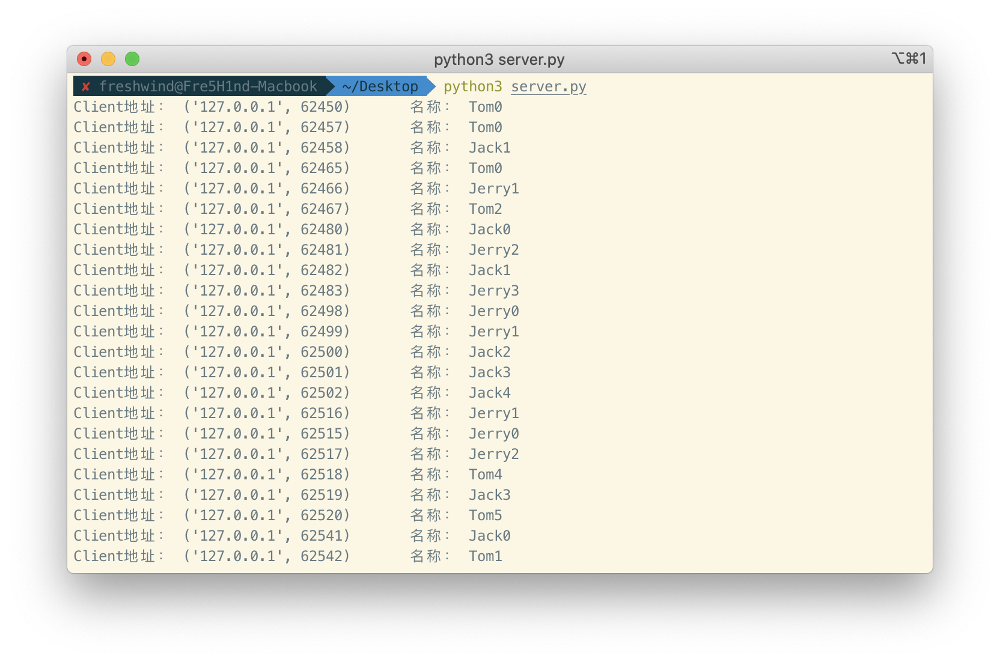 python3 server.py ⌥⌘1
✘ freshwind@Fre5H1nd-Macbook ~/Desktop python3 server.py
Client地址： ('127.0.0.1', 62450) 名称： Tom0
Client地址： ('127.0.0.1', 62457) 名称： Tom0
Client地址： ('127.0.0.1', 62458) 名称： Jack1
Client地址： ('127.0.0.1', 62465) 名称： Tom0
Client地址： ('127.0.0.1', 62466) 名称： Jerry1
Client地址： ('127.0.0.1', 62467) 名称： Tom2
Client地址： ('127.0.0.1', 62480) 名称： Jack0
Client地址： ('127.0.0.1', 62481) 名称： Jerry2
Client地址： ('127.0.0.1', 62482) 名称： Jack1
Client地址： ('127.0.0.1', 62483) 名称： Jerry3
Client地址： ('127.0.0.1', 62498) 名称： Jerry0
Client地址： ('127.0.0.1', 62499) 名称： Jerry1
Client地址： ('127.0.0.1', 62500) 名称： Jack2
Client地址： ('127.0.0.1', 62501) 名称： Jack3
Client地址： ('127.0.0.1', 62502) 名称： Jack4
Client地址： ('127.0.0.1', 62516) 名称： Jerry1
Client地址： ('127.0.0.1', 62515) 名称： Jerry0
Client地址： ('127.0.0.1', 62517) 名称： Jerry2
Client地址： ('127.0.0.1', 62518) 名称： Tom4
Client地址： ('127.0.0.1', 62519) 名称： Jack3
Client地址： ('127.0.0.1', 62520) 名称： Tom5
Client地址： ('127.0.0.1', 62541) 名称： Jack0
Client地址： ('127.0.0.1', 62542) 名称： Tom1